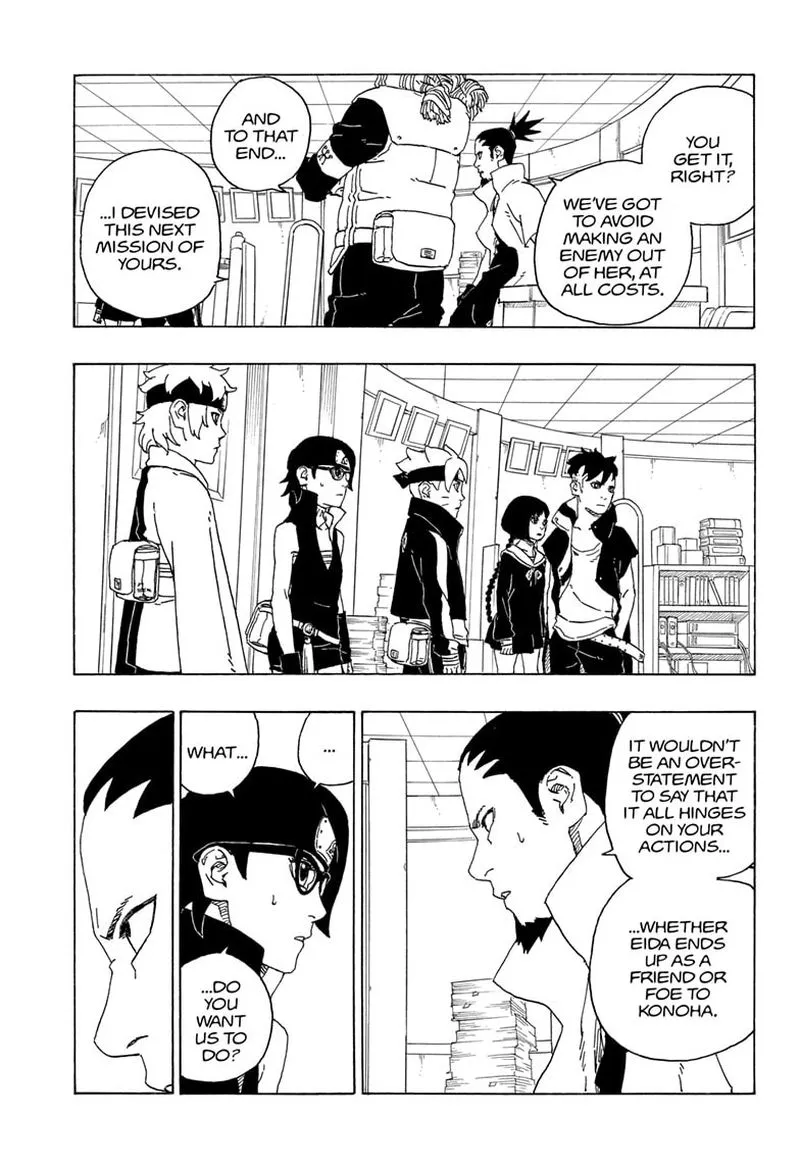 YOU
GET IT,
RIGHT?
WE'VE GOT
TO AVOID
MAKING AN
ENEMY OUT
OF HER, AT
ALL COSTS.
AND
TO THAT
END...
...I DEVISED
THIS NEXT
MISSION OF
YOURS.
IT WOULDN'T
BE AN OVER-
STATEMENT
TO SAY THAT
IT ALL HINGES
ON YOUR
ACTIONS...
...WHETHER
EIDA ENDS
UP AS A
FRIEND OR
FOE TO
KONOHA.
...
WHAT...
...DO
YOU
WANT
US TO
DO?